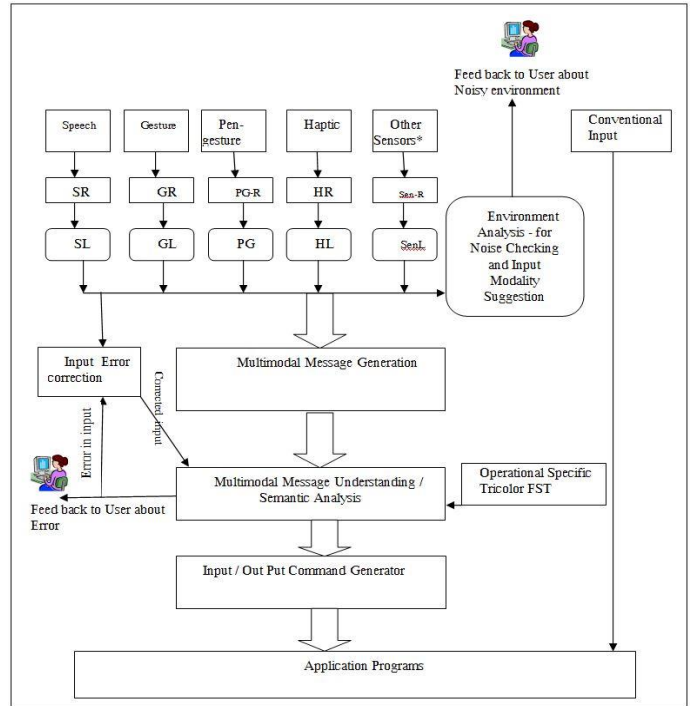 Feed back to User about
Noisy environment
Speech
Gesture
Pen-
gesture
Haptic
Other
Sensors*
Conventional
Input
SR
GR
PG-R
HR
Sen-R
SL
GL
PG
HL
SenL
Environment
Analysis - for
Noise Checking
and Input
Modality
Suggestion
Input Error
correction
Multimodal Message Generation
Error in input
Corrected input
Multimodal Message Understanding /
Semantic Analysis
Operational Specific
Tricolor FST
Feed back to User about
Error
Input / Out Put Command Generator
Application Programs